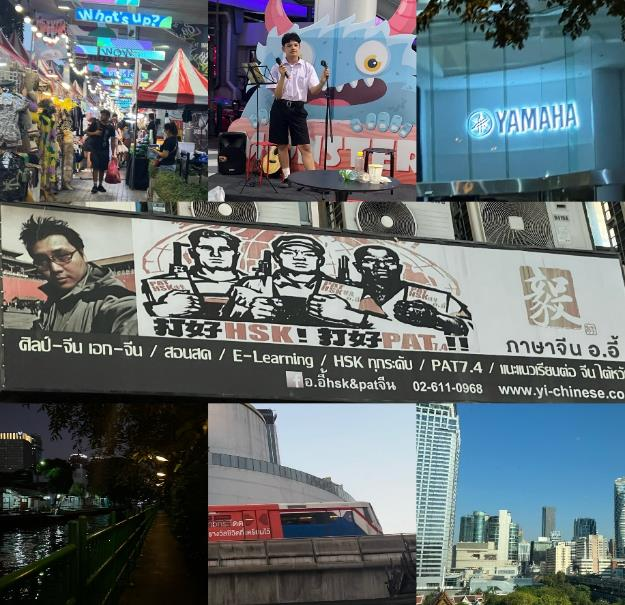 What's up?
WOW
YAMAHA
打好HSK! 打好PAT7.4!!
毅
ภาษาจีน อ.อี้
ศิลป์-จีน เอก-จีน / สอนสด / E-Learning / HSK ทุกระดับ / PAT7.4 / แนะแนวเรียนต่อ จีน ไต้หวั
f อ.อี้hsk&patจีน 02-611-0968 www.yi-chinese.co